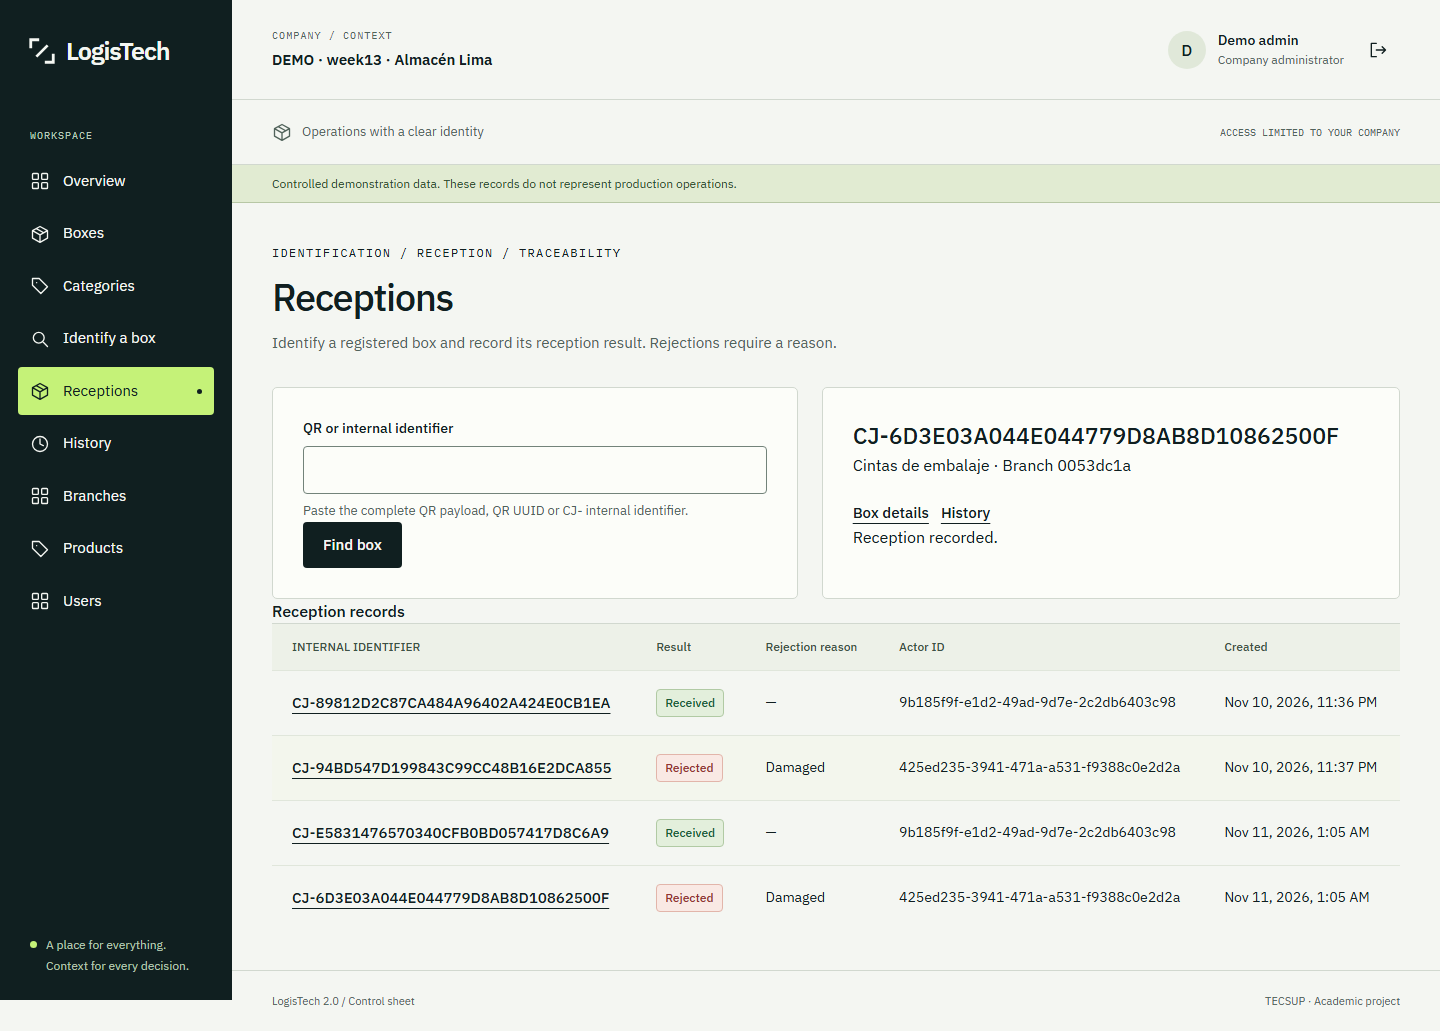 LogisTech
WORKSPACE
Overview
Boxes
Categories
Identify a box
Receptions
History
Branches
Products
Users
A place for everything.
Context for every decision.
COMPANY / CONTEXT
DEMO · week13 · Almacén Lima
D
Demo admin
Company administrator
Operations with a clear identity
ACCESS LIMITED TO YOUR COMPANY
Controlled demonstration data. These records do not represent production operations.
IDENTIFICATION / RECEPTION / TRACEABILITY
Receptions
Identify a registered box and record its reception result. Rejections require a reason.
QR or internal identifier
Paste the complete QR payload, QR UUID or CJ- internal identifier.
Find box
CJ-6D3E03A044E044779D8AB8D10862500F
Cintas de embalaje · Branch 0053dc1a
Box details History
Reception recorded.
Reception records
INTERNAL IDENTIFIER Result Rejection reason Actor ID Created
CJ-89812D2C87CA484A96402A424E0CB1EA Received — 9b185f9f-e1d2-49ad-9d7e-2c2db6403c98 Nov 10, 2026, 11:36 PM
CJ-94BD547D199843C99CC48B16E2DCA855 Rejected Damaged 425ed235-3941-471a-a531-f9388c0e2d2a Nov 10, 2026, 11:37 PM
CJ-E5831476570340CFB0BD057417D8C6A9 Received — 9b185f9f-e1d2-49ad-9d7e-2c2db6403c98 Nov 11, 2026, 1:05 AM
CJ-6D3E03A044E044779D8AB8D10862500F Rejected Damaged 425ed235-3941-471a-a531-f9388c0e2d2a Nov 11, 2026, 1:05 AM
LogisTech 2.0 / Control sheet
TECSUP · Academic project